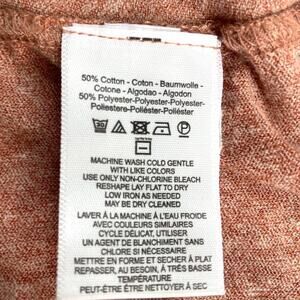 50% Cotton - Coton - Baumwolle -
Cotone - Algodao - Algodon
50% Polyester-Polyester-Polyester-
Poliestere-Poliéster-Poliéster
MACHINE WASH COLD GENTLE
WITH LIKE COLORS
USE ONLY NON-CHLORINE BLEACH
RESHAPE LAY FLAT TO DRY
LOW IRON AS NEEDED
MAY BE DRY CLEANED
LAVER À LA MACHINE À L'EAU FROIDE
AVEC COULEURS SIMILAIRES
CYCLE DÉLICAT, UTILISER
UN AGENT DE BLANCHIMENT SANS
CHLORE SI NÉCESSAIRE
METTRE EN FORME ET SECHER À PLAT
REPASSER, AU BESOIN, À TRÈS BASSE
TEMPÉRATURE
PEUT-ÊTRE ÊTRE NETTOYER À SEC